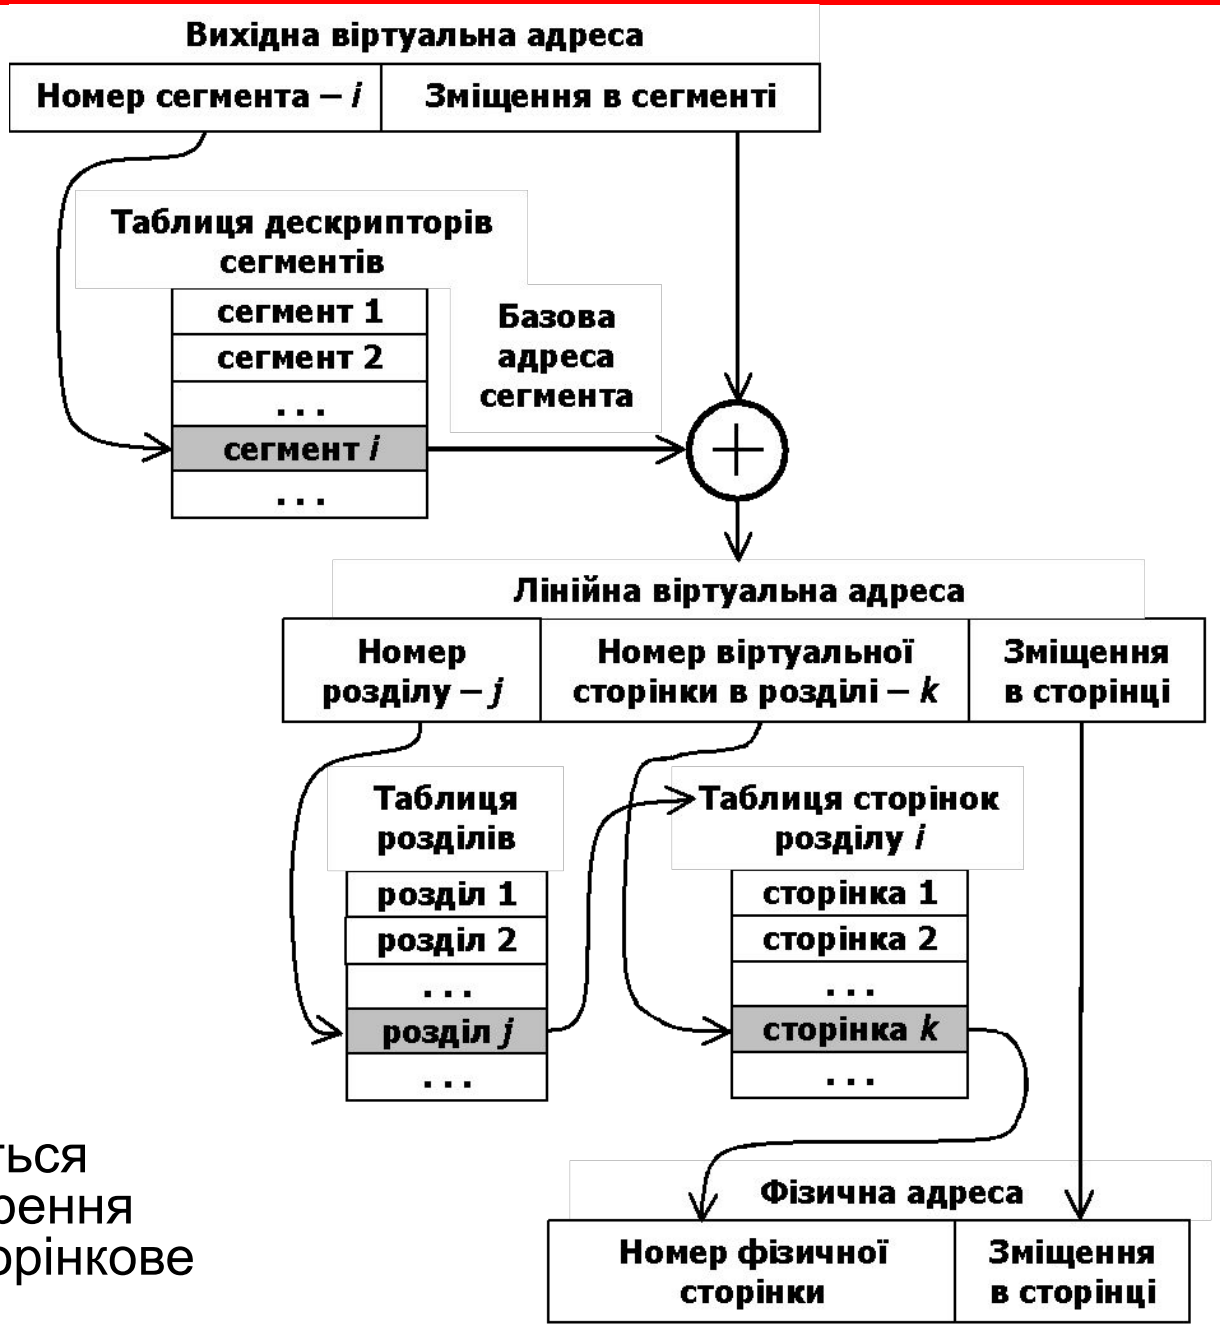 Вихідна віртуальна адреса
Номер сегмента – i
Зміщення в сегменті
Таблиця дескрипторів
сегментів
сегмент 1
сегмент 2
. . .
сегмент i
. . .
Базова
адреса
сегмента
Лінійна віртуальна адреса
Номер
розділу – j
Номер віртуальної
сторінки в розділі – k
Зміщення
в сторінці
Таблиця
розділів
розділ 1
розділ 2
. . .
розділ j
. . .
Таблиця сторінок
розділу i
сторінка 1
сторінка 2
. . .
сторінка k
. . .
ться
рення
орінкове
Фізична адреса
Номер фізичної
сторінки
Зміщення
в сторінці